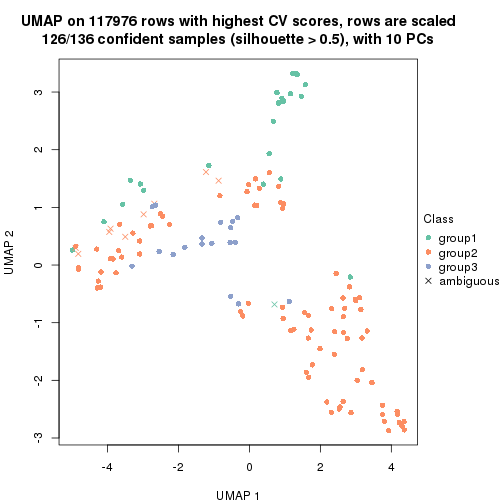 UMAP on 117976 rows with highest CV scores, rows are scaled
126/136 confident samples (silhouette > 0.5), with 10 PCs
3
2
1
0
-1
-2
-3
UMAP 2
-4
-2
0
2
4
UMAP 1
Class
group1
group2
group3
ambiguous